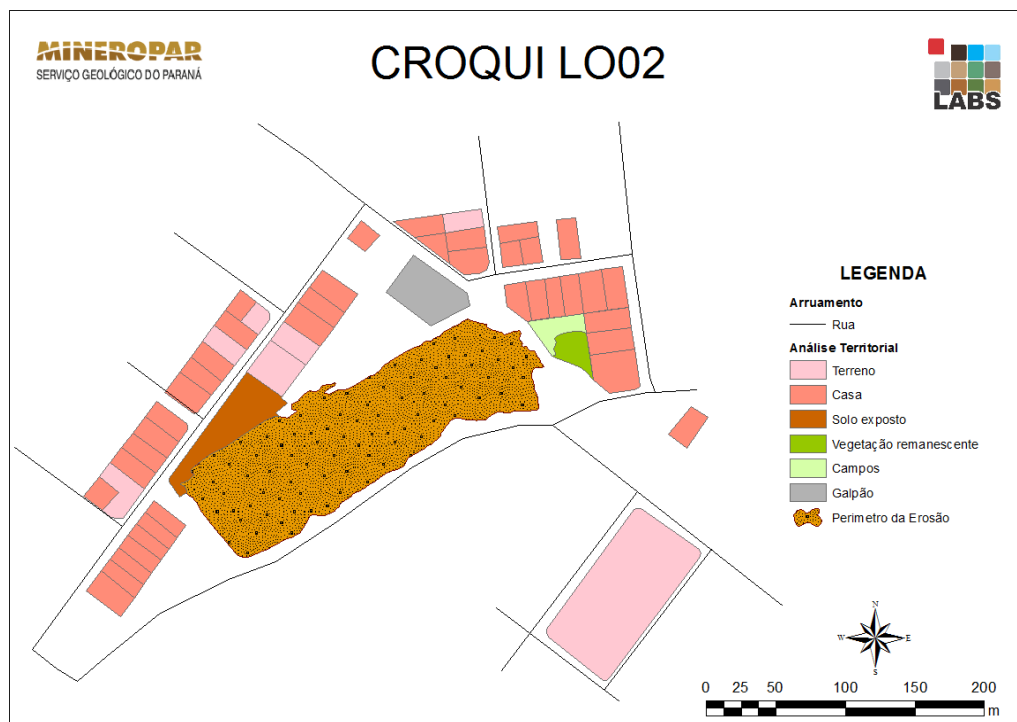 MINEROPAR
SERVIÇO GEOLÓGICO DO PARANÁ
CROQUI LO02
LABS
LEGENDA
Arruamento
Rua
Análise Territorial
Terreno
Casa
Solo exposto
Vegetação remanescente
Campos
Galpão
Perimetro da Erosão
N
W E
S
0 25 50 100 150 200
m